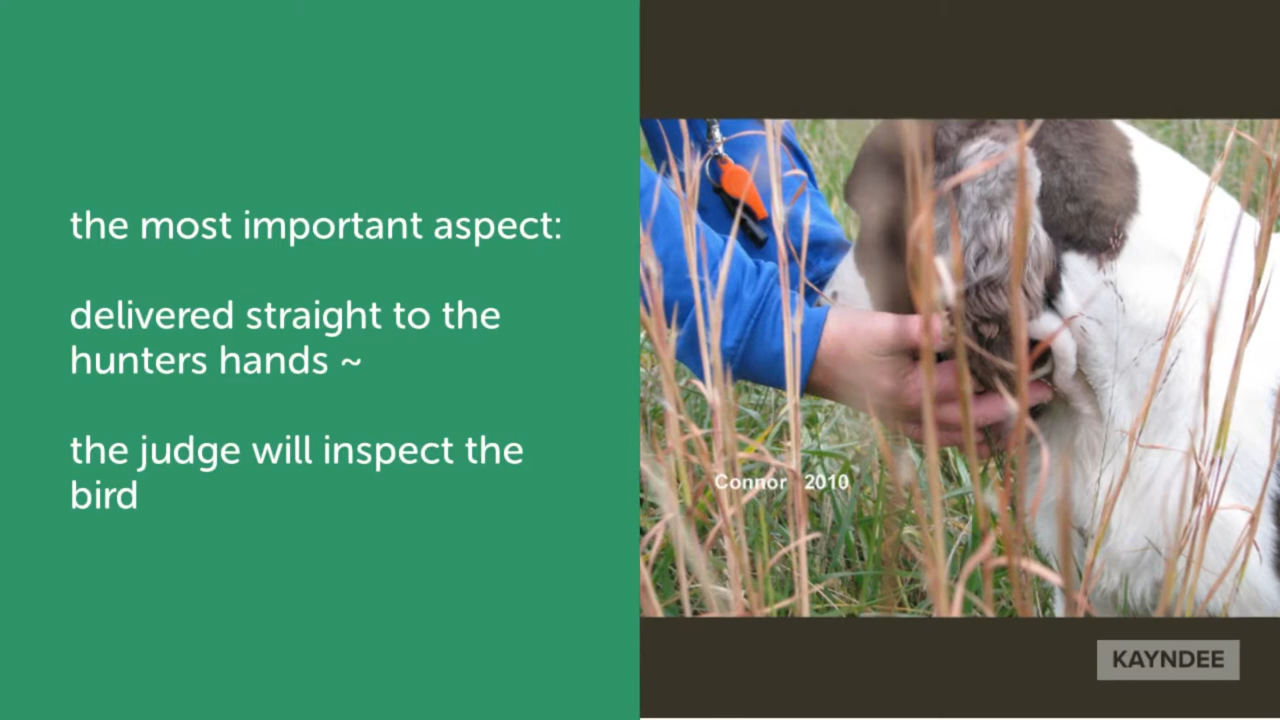 the most important aspect:
delivered straight to the
hunters hands ~
the judge will inspect the
bird
Connor 2010
KAYNDEE